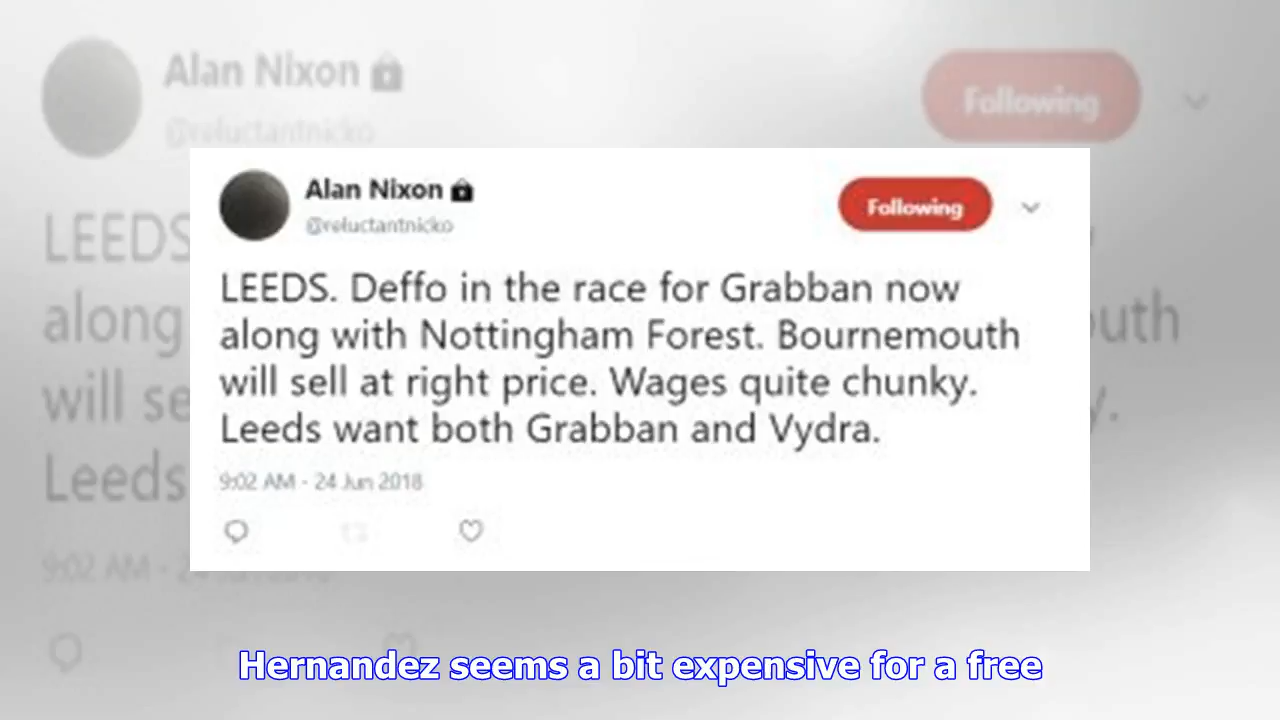 Alan Nixon
@reluctantnicko
Following
LEEDS. Deffo in the race for Grabban now
along with Nottingham Forest. Bournemouth
will sell at right price. Wages quite chunky.
Leeds want both Grabban and Vydra.
9:02 AM - 24 Jun 2018
Hernandez seems a bit expensive for a free